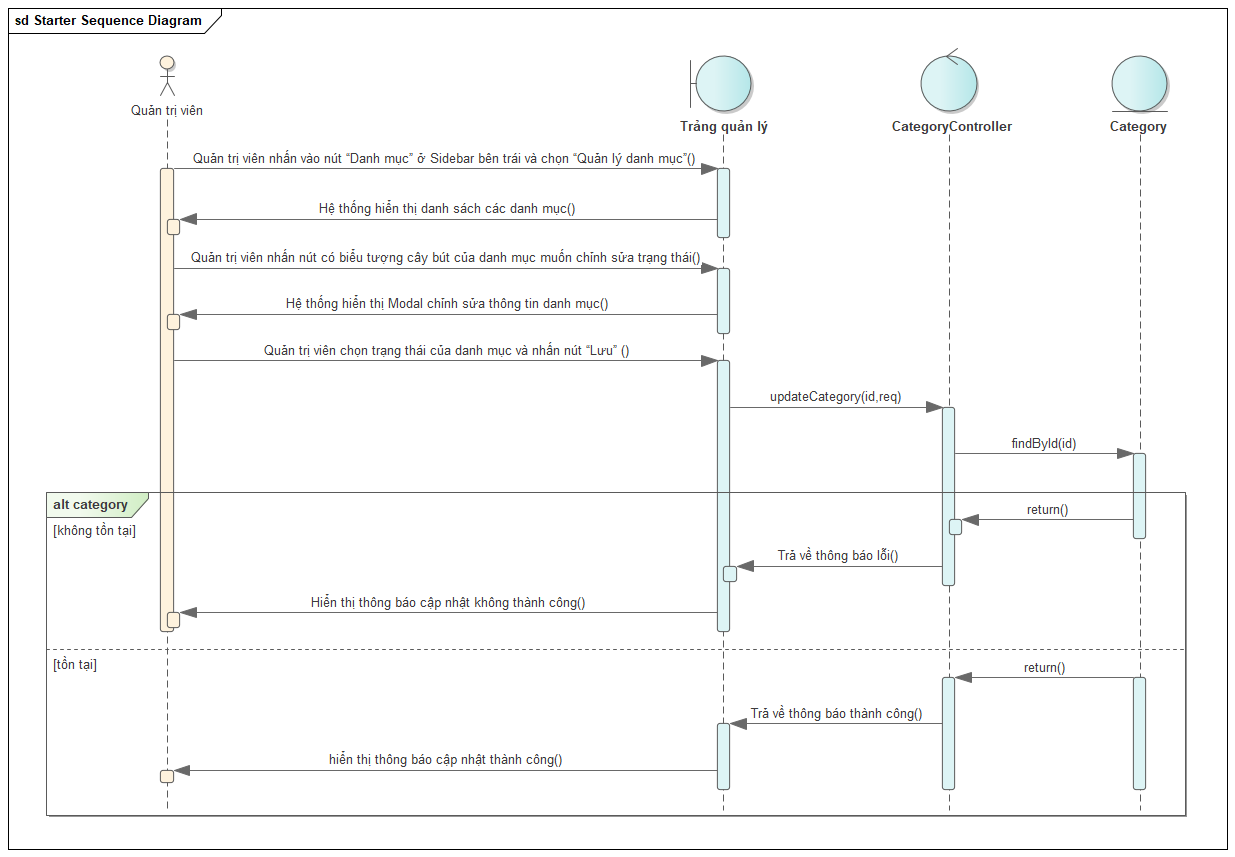 sd Starter Sequence Diagram
Quản trị viên
Trảng quản lý
CategoryController
Category
Quản trị viên nhấn vào nút “Danh mục” ở Sidebar bên trái và chọn “Quản lý danh mục”()
Hệ thống hiển thị danh sách các danh mục()
Quản trị viên nhấn nút có biểu tượng cây bút của danh mục muốn chỉnh sửa trạng thái()
Hệ thống hiển thị Modal chỉnh sửa thông tin danh mục()
Quản trị viên chọn trạng thái của danh mục và nhấn nút “Lưu” ()
updateCategory(id,req)
findById(id)
alt category
[không tồn tại]
return()
Trả về thông báo lỗi()
Hiển thị thông báo cập nhật không thành công()
[tồn tại]
return()
Trả về thông báo thành công()
hiển thị thông báo cập nhật thành công()